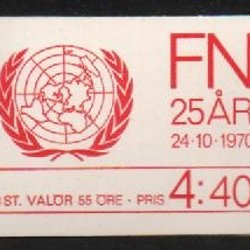 FN
25 ÅR
24·10·1970
ST. VALÖR 55 ÖRE - PRIS 4:40